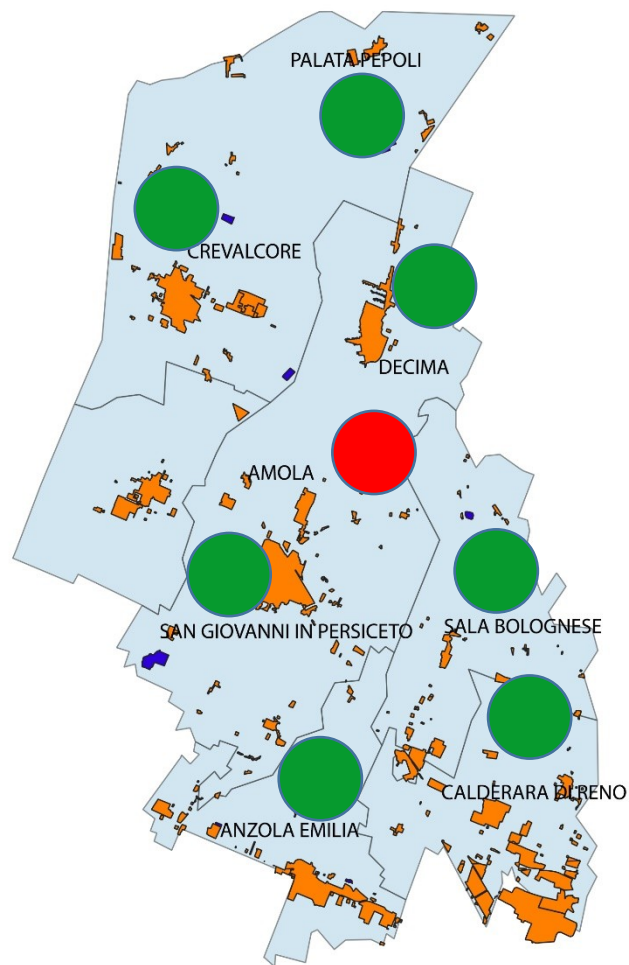 PALATA PEPOLI
CREVALCORE
DECIMA
AMOLA
SAN GIOVANNI IN PERSICETO
SALA BOLOGNESE
CALDERARA DI RENO
ANZOLA EMILIA